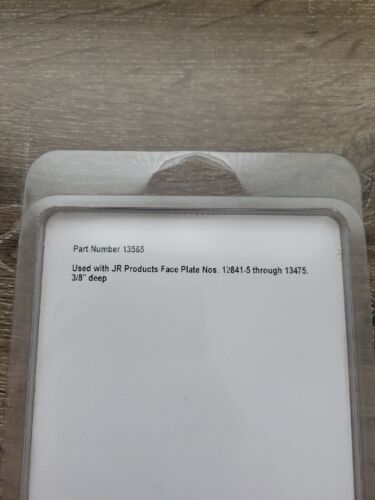 Part Number 13565
Used with JR Products Face Plate Nos. 12841-5 through 13475.
3/8" deep